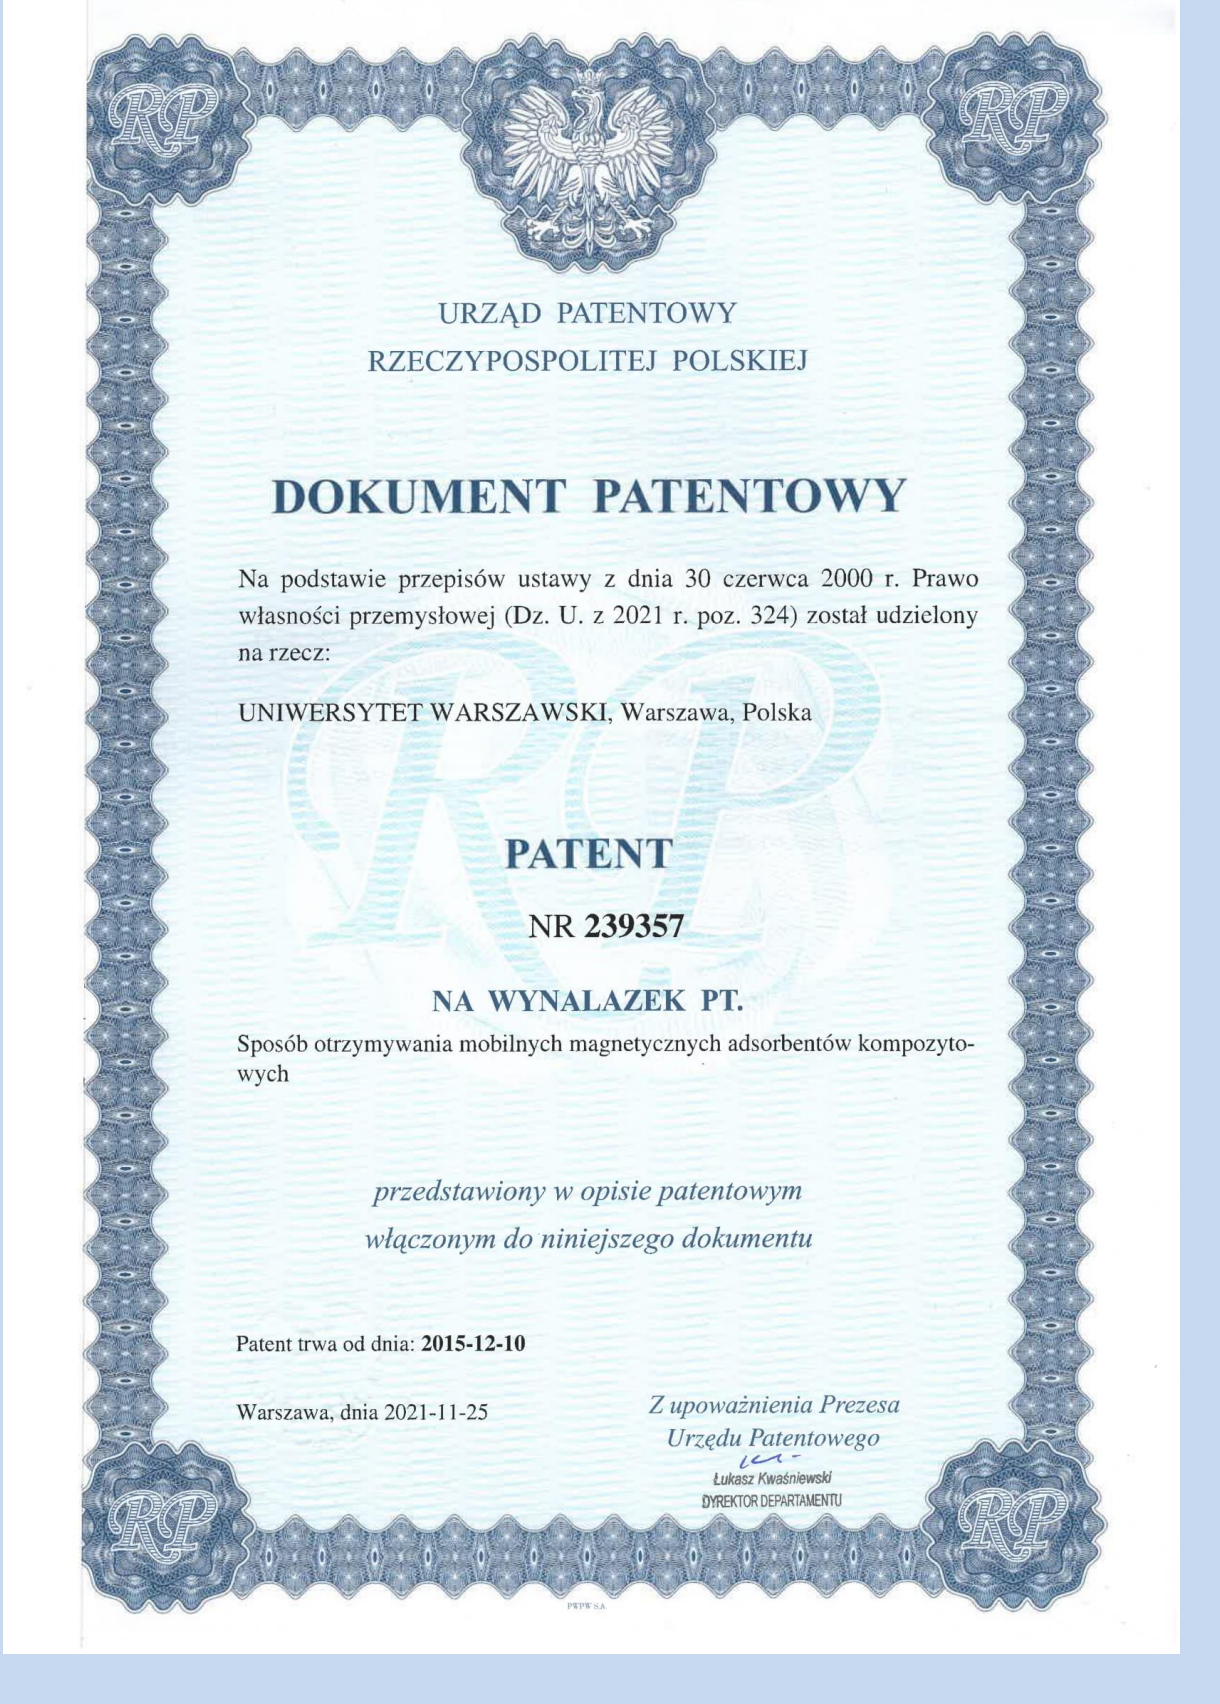 RP
RP
URZĄD PATENTOWY
RZECZYPOSPOLITEJ POLSKIEJ
DOKUMENT PATENTOWY
Na podstawie przepisów ustawy z dnia 30 czerwca 2000 r. Prawo
własności przemysłowej (Dz. U. z 2021 r. poz. 324) został udzielony
na rzecz:
UNIWERSYTET WARSZAWSKI, Warszawa, Polska
RP
PATENT
NR 239357
NA WYNALAZEK PT.
Sposób otrzymywania mobilnych magnetycznych adsorbentów kompozyto-
wych
przedstawiony w opisie patentowym
włączonym do niniejszego dokumentu
Patent trwa od dnia: 2015-12-10
Warszawa, dnia 2021-11-25
Z upoważnienia Prezesa
Urzędu Patentowego
Łukasz Kwaśniewski
DYREKTOR DEPARTAMENTU
RP
RP
PWPW S.A.